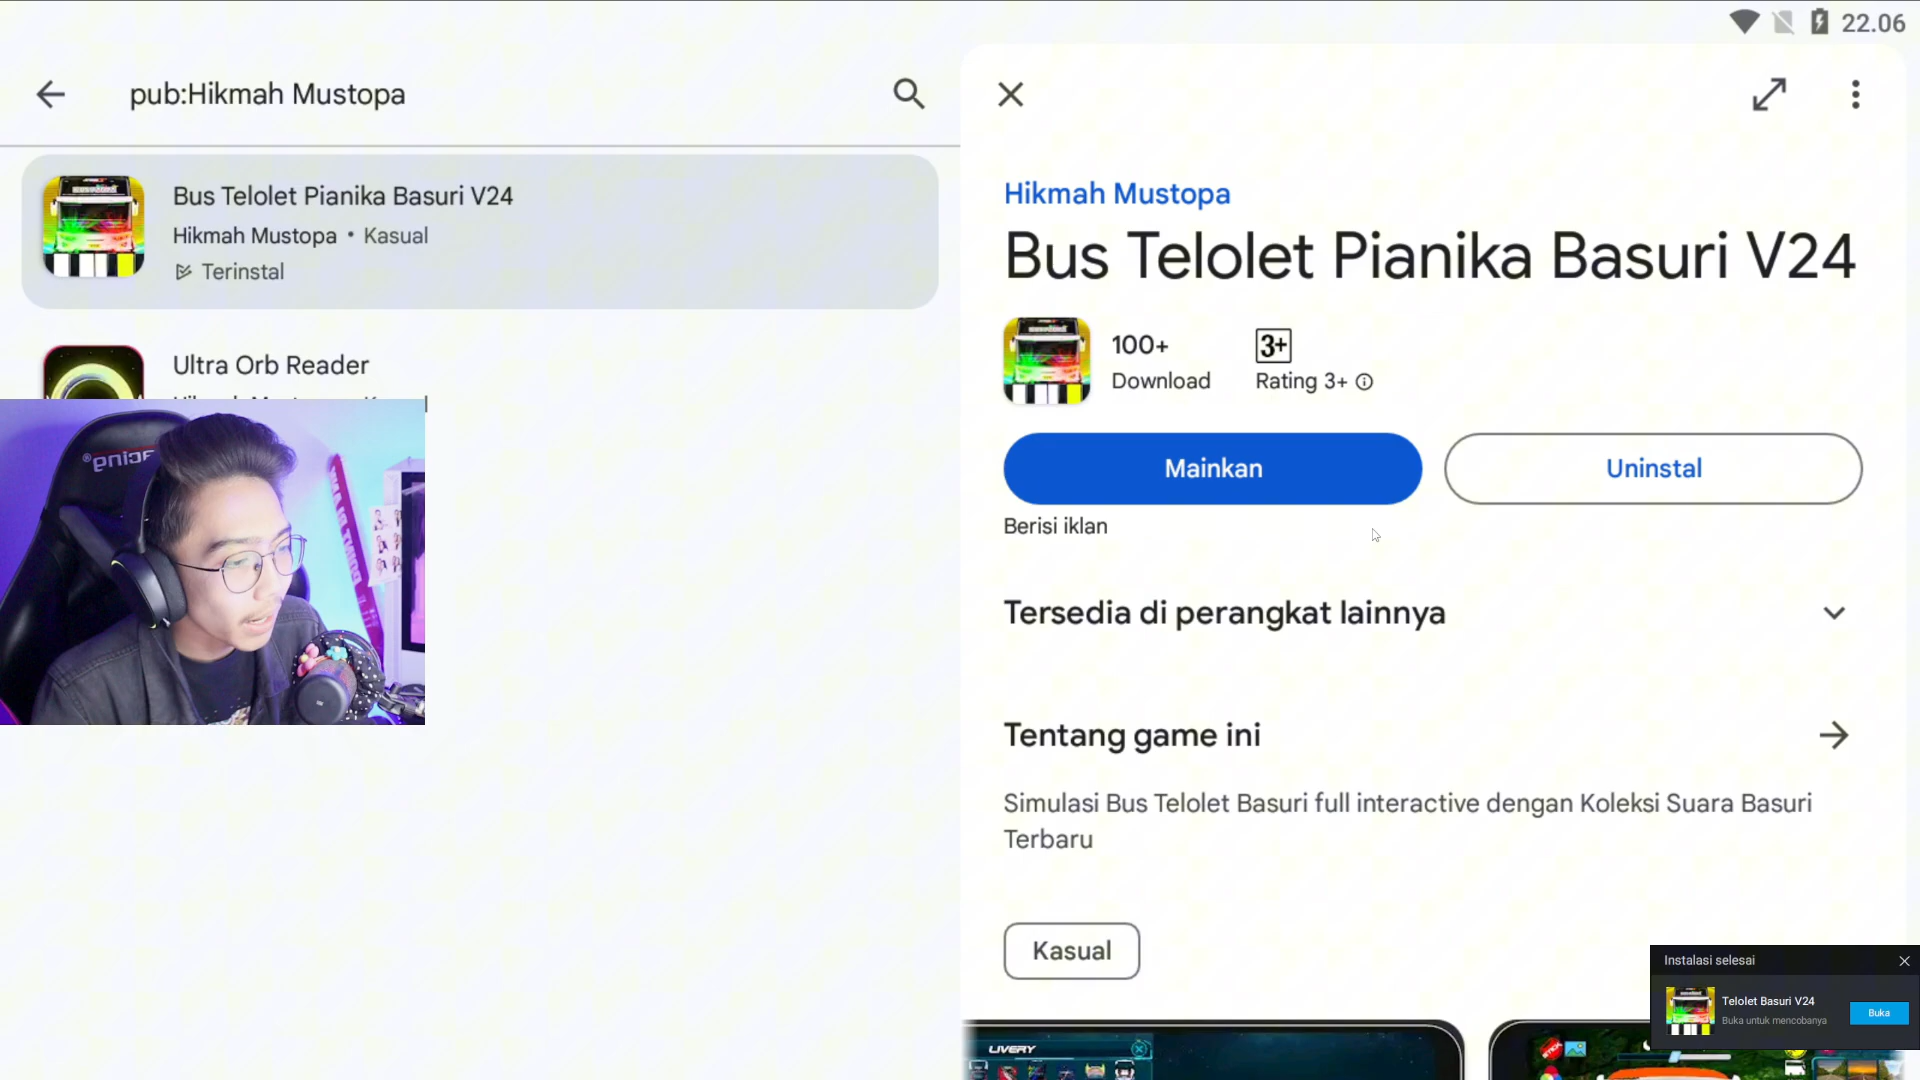 22.06
pub:Hikmah Mustopa
Bus Telolet Pianika Basuri V24
Hikmah Mustopa • Kasual
Terinstal
Ultra Orb Reader
Hikmah Mustopa
Bus Telolet Pianika Basuri V24
100+
Download
3+
Rating 3+
Mainkan
Uninstal
Berisi iklan
Tersedia di perangkat lainnya
Tentang game ini
Simulasi Bus Telolet Basuri full interactive dengan Koleksi Suara Basuri
Terbaru
Kasual
Instalasi selesai
Telolet Basuri V24
Buka untuk mencobanya
Buka
LIVERY